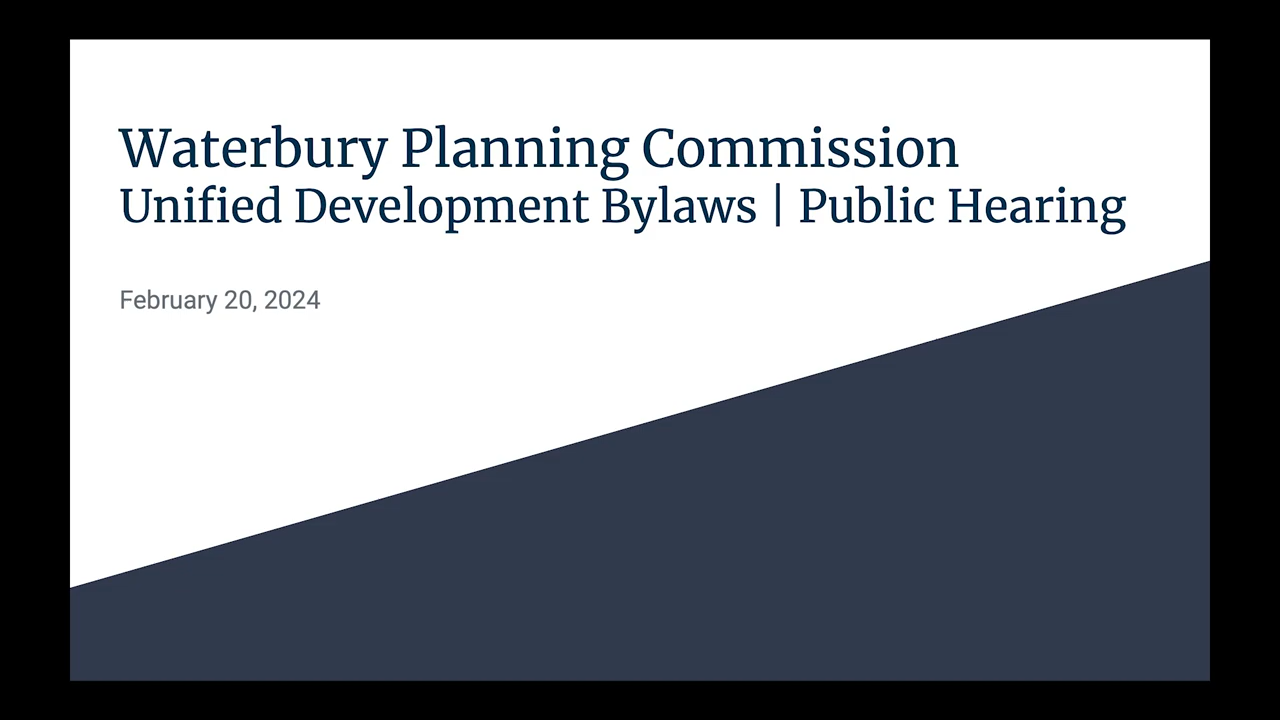 Waterbury Planning Commission
Unified Development Bylaws | Public Hearing
February 20, 2024